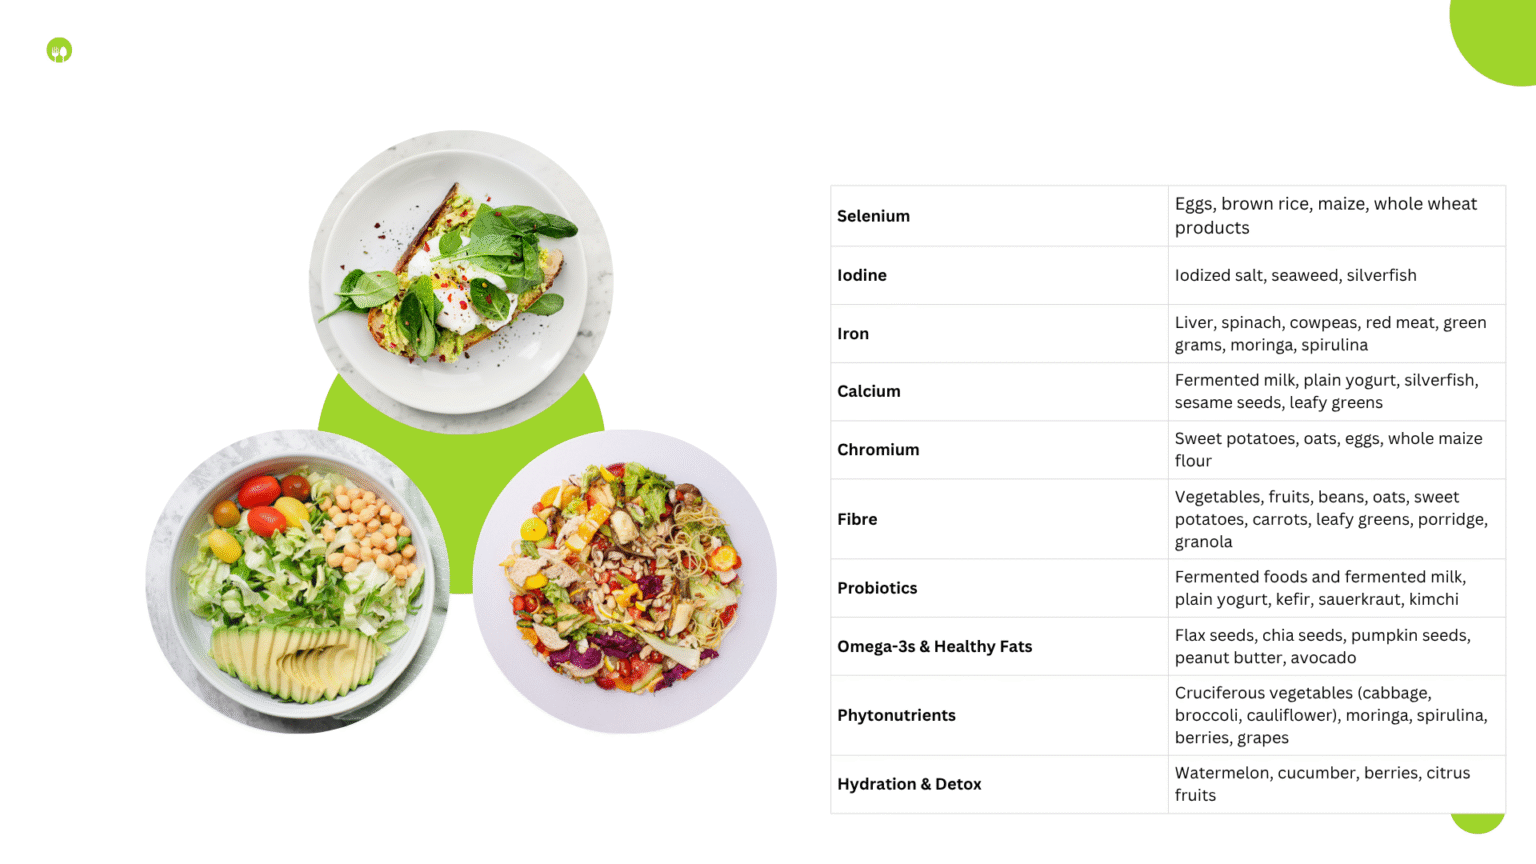 Selenium
Eggs, brown rice, maize, whole wheat
products
Iodine
Iodized salt, seaweed, silverfish
Iron
Liver, spinach, cowpeas, red meat, green
grams, moringa, spirulina
Calcium
Fermented milk, plain yogurt, silverfish,
sesame seeds, leafy greens
Chromium
Sweet potatoes, oats, eggs, whole maize
flour
Fibre
Vegetables, fruits, beans, oats, sweet
potatoes, carrots, leafy greens, porridge,
granola
Probiotics
Fermented foods and fermented milk,
plain yogurt, kefir, sauerkraut, kimchi
Omega-3s & Healthy Fats
Flax seeds, chia seeds, pumpkin seeds,
peanut butter, avocado
Phytonutrients
Cruciferous vegetables (cabbage,
broccoli, cauliflower), moringa, spirulina,
berries, grapes
Hydration & Detox
Watermelon, cucumber, berries, citrus
fruits